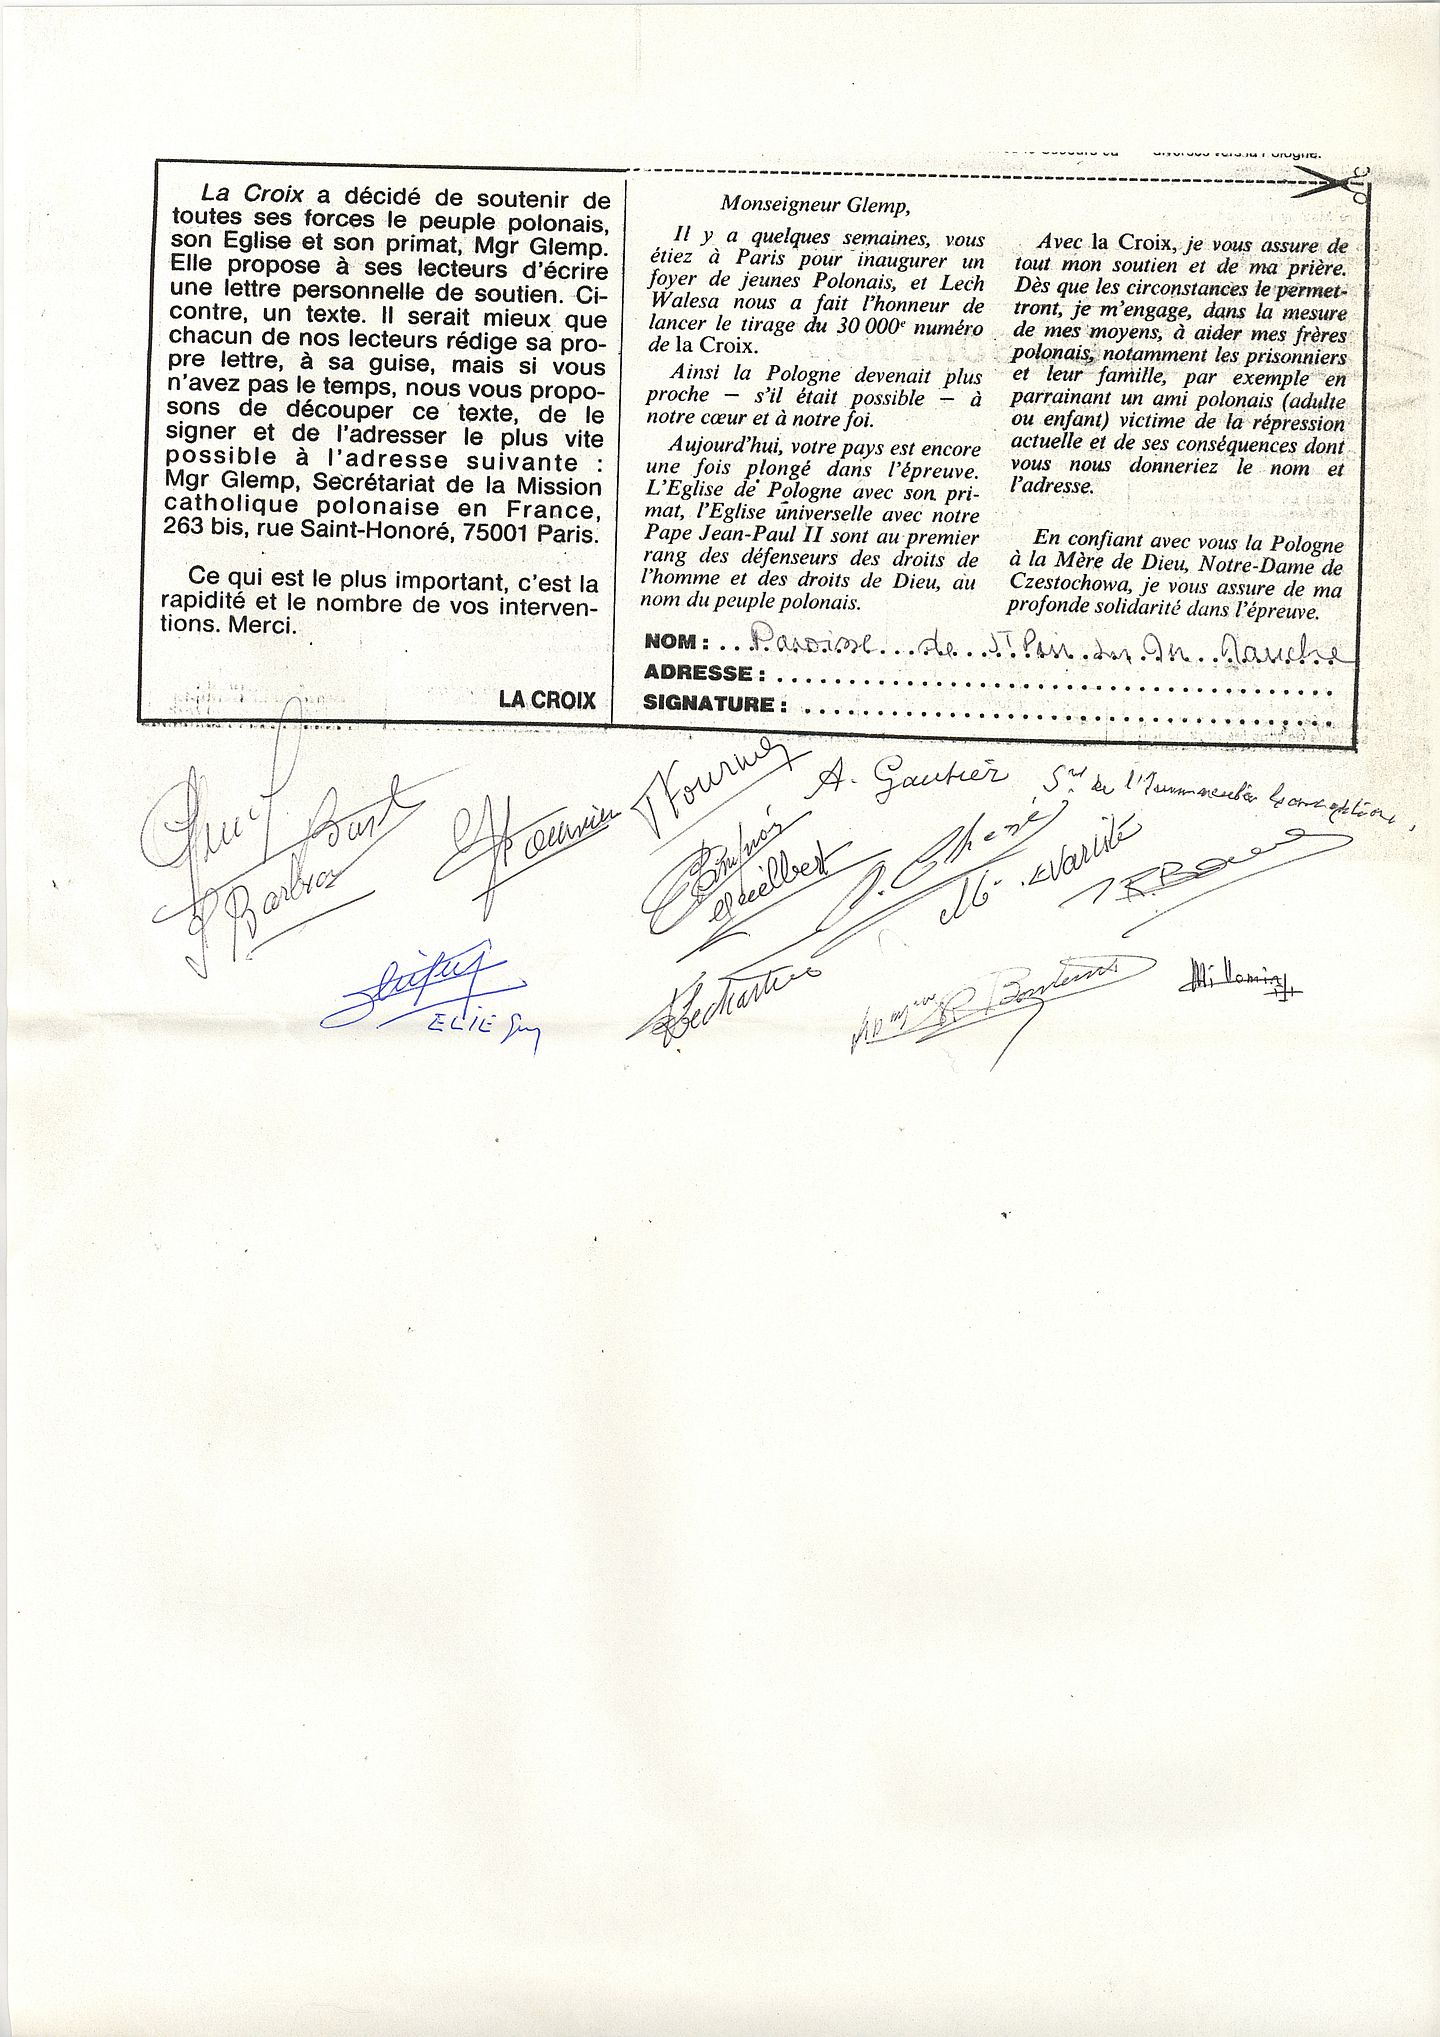 diverses vers la Pologne.
La Croix a décidé de soutenir de
toutes ses forces le peuple polonais,
son Eglise et son primat, Mgr Glemp.
Elle propose à ses lecteurs d'écrire
une lettre personnelle de soutien. Ci-
contre, un texte. Il serait mieux que
chacun de nos lecteurs rédige sa pro-
pre lettre, à sa guise, mais si vous
n'avez pas le temps, nous vous propo-
sons de découper ce texte, de le
signer et de l'adresser le plus vite
possible à l'adresse suivante :
Mgr Glemp, Secrétariat de la Mission
catholique polonaise en France,
263 bis, rue Saint-Honoré, 75001 Paris.
Ce qui est le plus important, c'est la
rapidité et le nombre de vos interven-
tions. Merci.
LA CROIX
Monseigneur Glemp,
Il y a quelques semaines, vous
étiez à Paris pour inaugurer un
foyer de jeunes Polonais, et Lech
Walesa nous a fait l'honneur de
lancer le tirage du 30 000e numéro
de la Croix.
Ainsi la Pologne devenait plus
proche — s'il était possible — à
notre cœur et à notre foi.
Aujourd'hui, votre pays est encore
une fois plongé dans l'épreuve.
L'Eglise de Pologne avec son pri-
mat, l'Eglise universelle avec notre
Pape Jean-Paul II sont au premier
rang des défenseurs des droits de
l'homme et des droits de Dieu, au
nom du peuple polonais.
Avec la Croix, je vous assure de
tout mon soutien et de ma prière.
Dès que les circonstances le permet-
tront, je m'engage, dans la mesure
de mes moyens, à aider mes frères
polonais, notamment les prisonniers
et leur famille, par exemple en
parrainant un ami polonais (adulte
ou enfant) victime de la répression
actuelle et de ses conséquences dont
vous nous donneriez le nom et
l'adresse.
En confiant avec vous la Pologne
à la Mère de Dieu, Notre-Dame de
Czestochowa, je vous assure de ma
profonde solidarité dans l'épreuve.
NOM : Paroisse de St
ADRESSE :
SIGNATURE :
A. Gautier
Sr de l'Immaculée Conception,
Guilbert
Evariste
Barbier
ELIE Guy